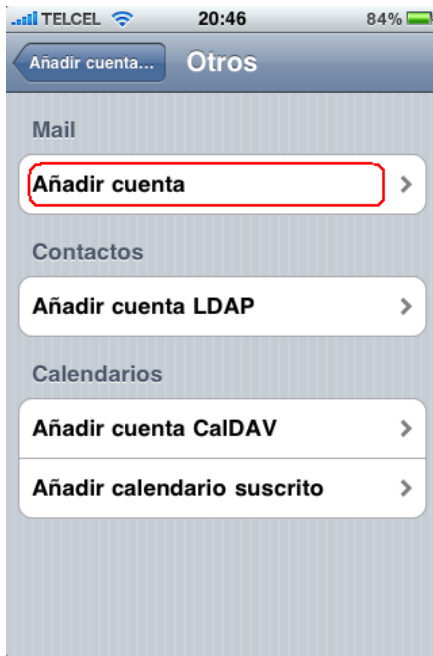 TELCEL 20:46 84%
Añadir cuenta... Otros
Mail
Añadir cuenta
Contactos
Añadir cuenta LDAP
Calendarios
Añadir cuenta CalDAV
Añadir calendario suscrito